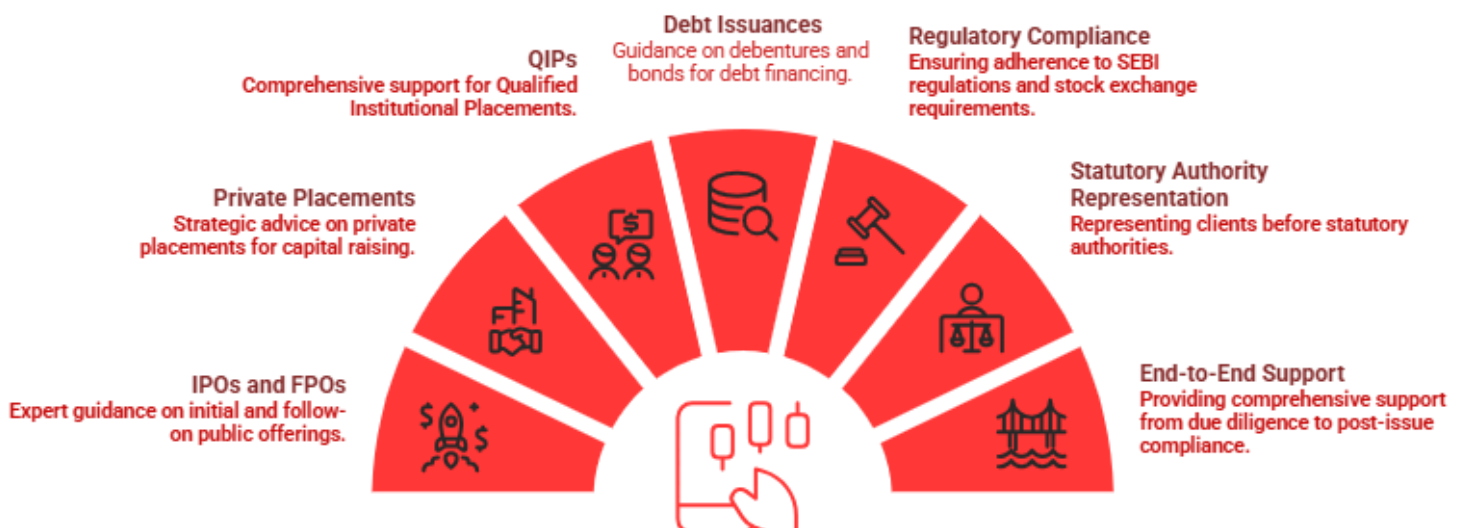 Debt Issuances
Guidance on debentures and
bonds for debt financing.
QIPs
Comprehensive support for Qualified
Institutional Placements.
Regulatory Compliance
Ensuring adherence to SEBI
regulations and stock exchange
requirements.
Private Placements
Strategic advice on private
placements for capital raising.
Statutory Authority
Representation
Representing clients before statutory
authorities.
IPOs and FPOs
Expert guidance on initial and follow-
on public offerings.
End-to-End Support
Providing comprehensive support
from due diligence to post-issue
compliance.